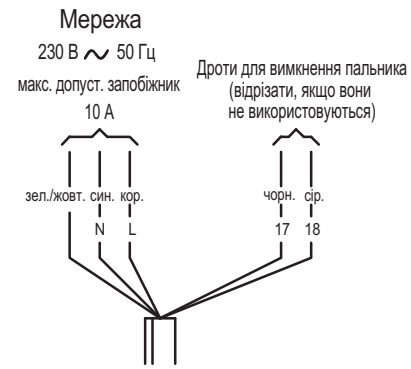 Мережа
230 В ~ 50 Гц
макс. допуст. запобіжник
10 А
Дроти для вимкнення пальника
(відрізати, якщо вони
не використовуються)
зел./жовт. син. кор.
чорн. сір.
N L
17 18